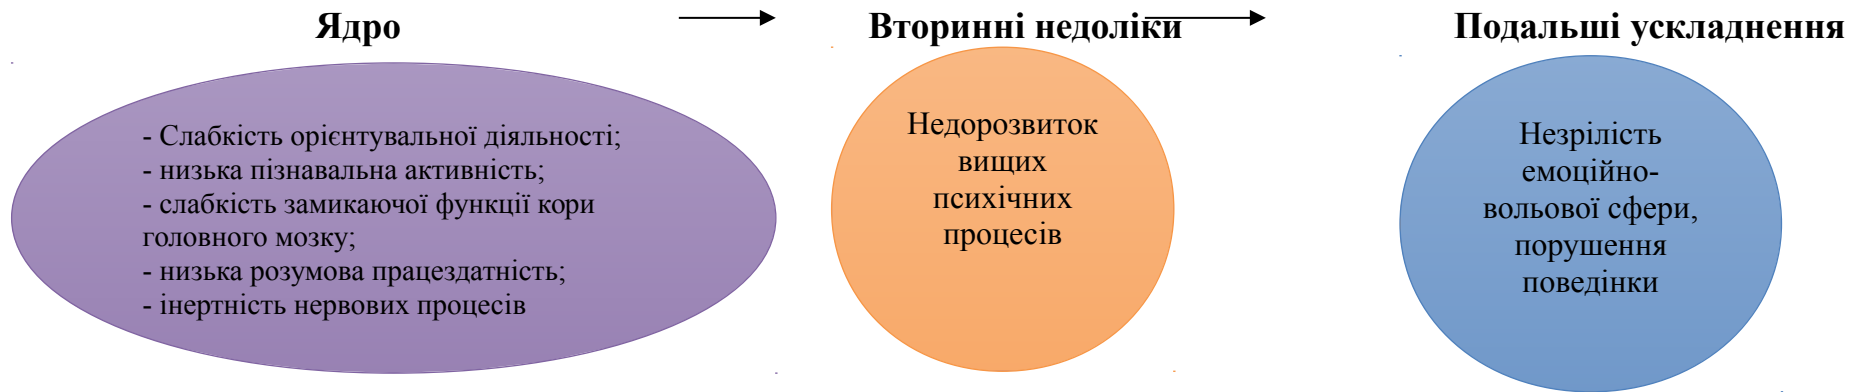 Ядро
Вторинні недоліки
Подальші ускладнення
- Слабкість орієнтувальної діяльності;
- низька пізнавальна активність;
- слабкість замикаючої функції кори
головного мозку;
- низька розумова працездатність;
- інертність нервових процесів
Недорозвиток
вищих
психічних
процесів
Незрілість
емоційно-
вольової сфери,
порушення
поведінки